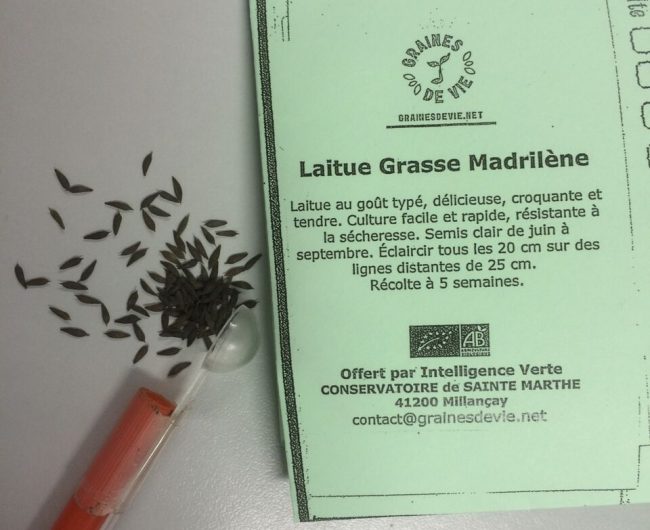 GRAINES
DE VIE
GRAINESDEVIE.NET
Laitue Grasse Madrilène
Laitue au goût typé, délicieuse, croquante et
tendre. Culture facile et rapide, résistante à
la sécheresse. Semis clair de juin à
septembre. Éclaircir tous les 20 cm sur des
lignes distantes de 25 cm.
Récolte à 5 semaines.
AB
AGRICULTURE
BIOLOGIQUE
Offert par Intelligence Verte
CONSERVATOIRE de SAINTE MARTHE
41200 Millançay
contact@grainesdevie.net